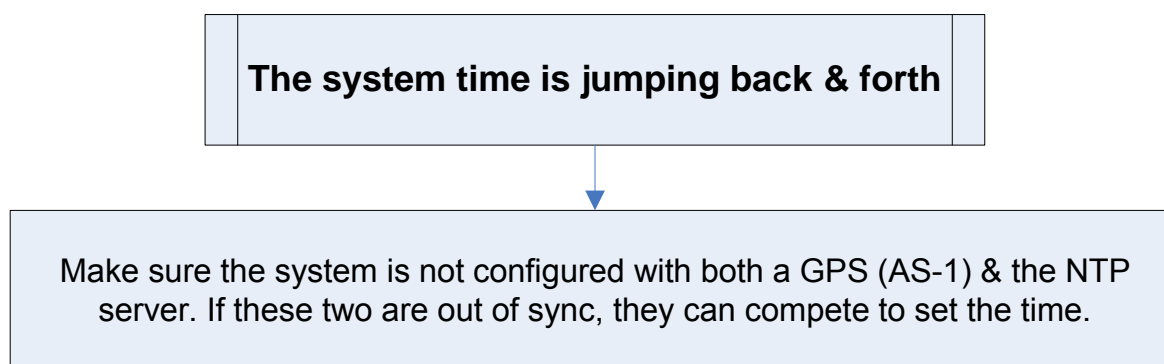 The system time is jumping back & forth
Make sure the system is not configured with both a GPS (AS-1) & the NTP
server. If these two are out of sync, they can compete to set the time.